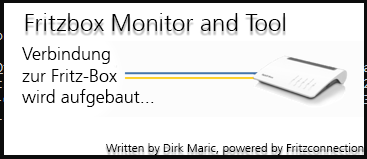 Fritzbox Monitor and Tool
Verbindung
zur Fritz-Box
wird aufgebaut...
Written by Dirk Maric, powered by Fritzconnection